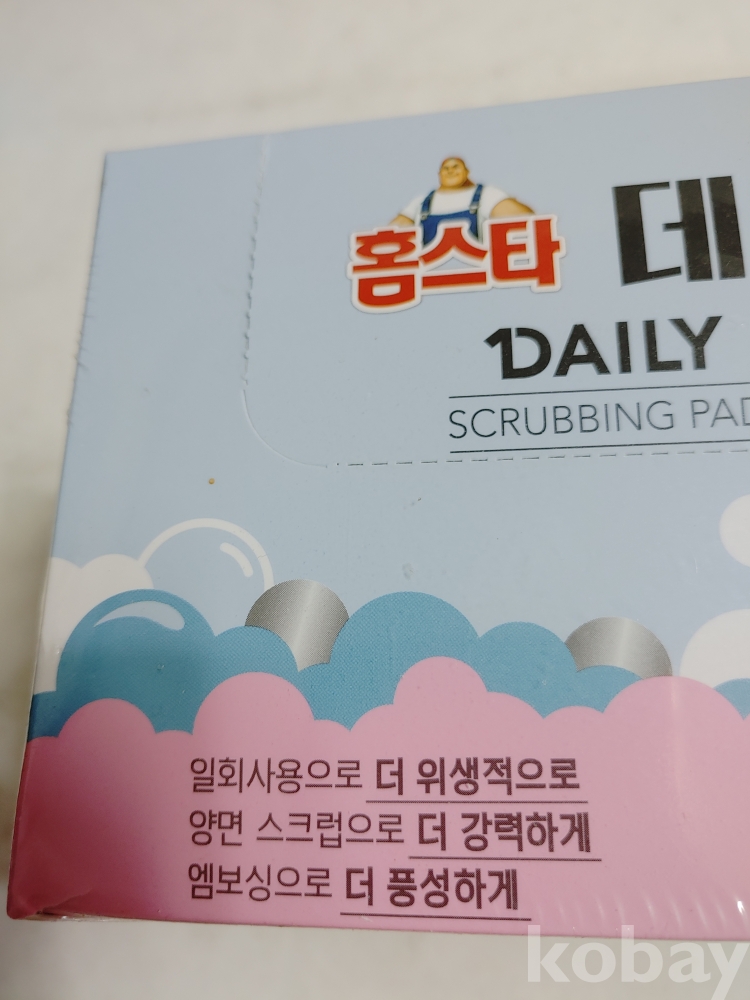 홈스타
데
1DAILY
SCRUBBING PAD
일회사용으로 더 위생적으로
양면 스크럽으로 더 강력하게
엠보싱으로 더 풍성하게
kobay